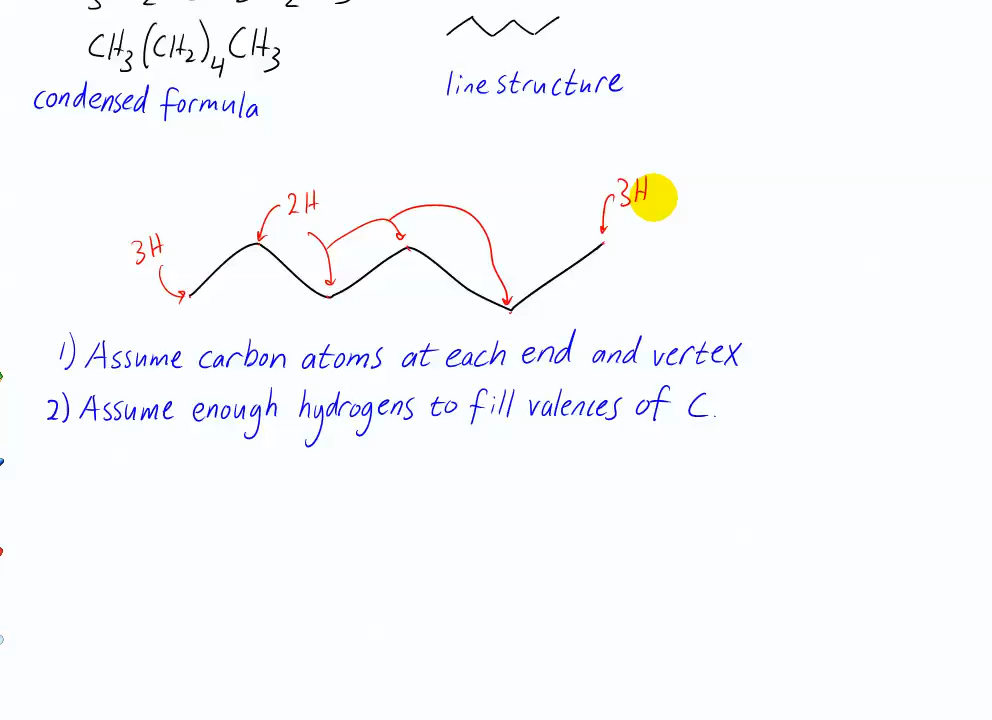 CH₃(CH₂)₄CH₃
line structure
condensed formula
3H
2H
3H
1) Assume carbon atoms at each end and vertex
2) Assume enough hydrogens to fill valences of C.